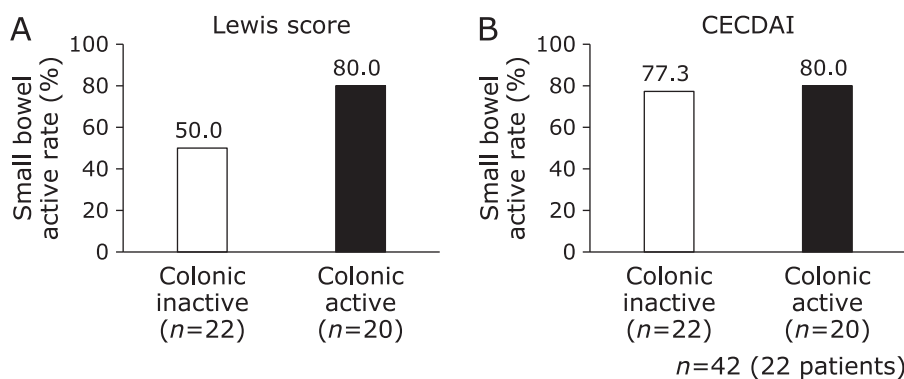 A
Lewis score
Small bowel
active rate (%)
100
80
60
40
20
0
50.0
80.0
Colonic
inactive
(n=22)
Colonic
active
(n=20)
B
CECDAI
Small bowel
active rate (%)
100
80
60
40
20
0
77.3
80.0
Colonic
inactive
(n=22)
Colonic
active
(n=20)
n=42 (22 patients)